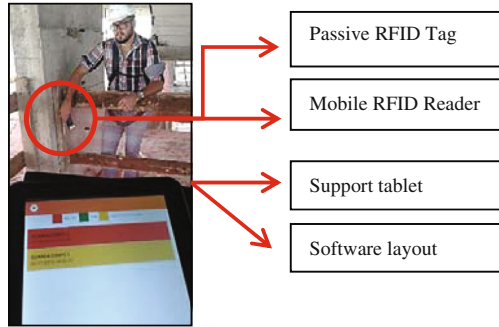 Passive RFID Tag
Mobile RFID Reader
Support tablet
Software layout